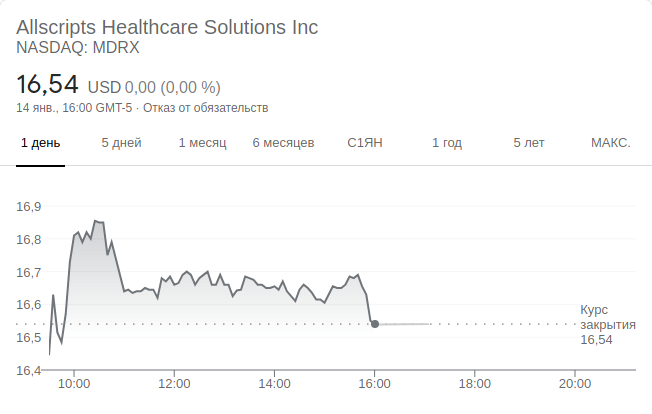 Allscripts Healthcare Solutions Inc
NASDAQ: MDRX
16,54 USD 0,00 (0,00 %)
14 янв., 16:00 GMT-5 · Отказ от обязательств
1 день 5 дней 1 месяц 6 месяцев С1ЯН 1 год 5 лет МАКС.
16,9
16,8
16,7
16,6
16,5
16,4
Курс
закрытия
16,54
10:00 12:00 14:00 16:00 18:00 20:00